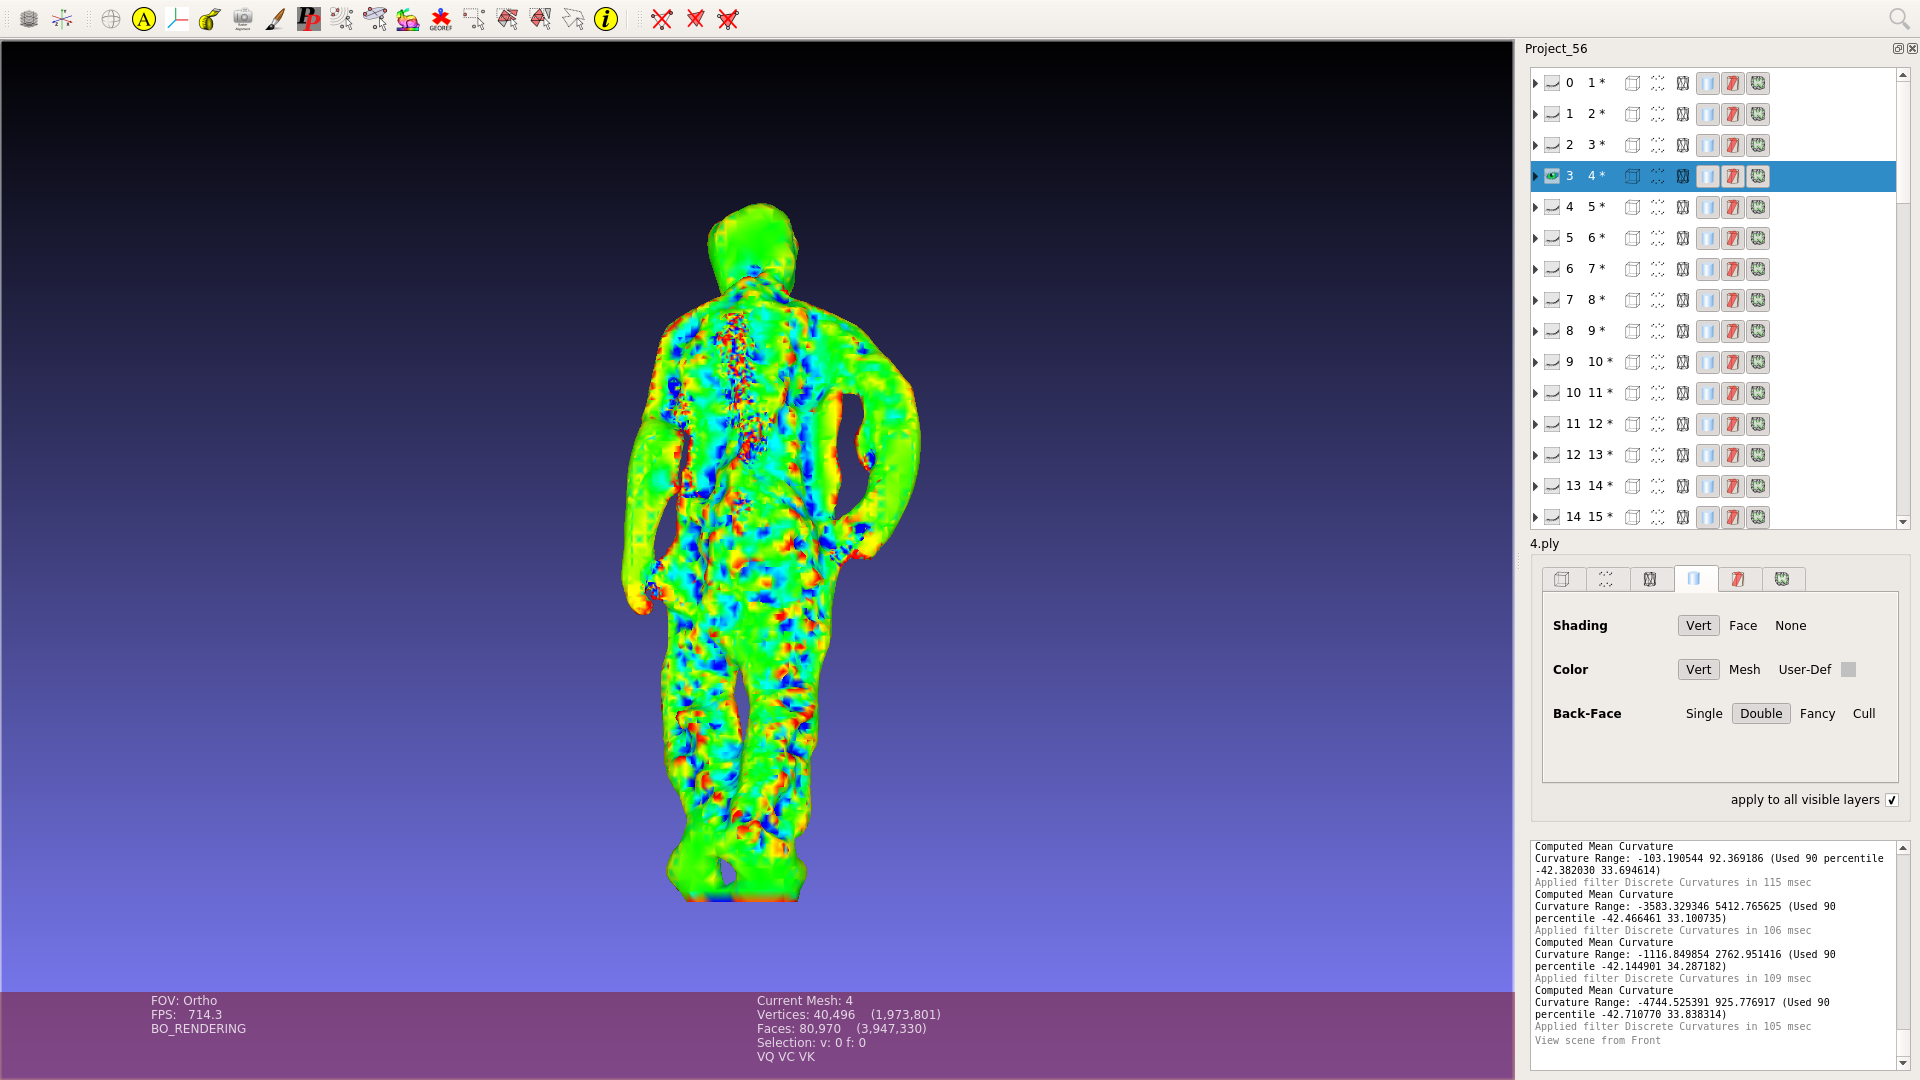 A
PP
GEOREF
i
Project_56
0 1 *
1 2 *
2 3 *
3 4 *
4 5 *
5 6 *
6 7 *
7 8 *
8 9 *
9 10 *
10 11 *
11 12 *
12 13 *
13 14 *
14 15 *
4.ply
Shading Vert Face None
Color Vert Mesh User-Def
Back-Face Single Double Fancy Cull
apply to all visible layers
Computed Mean Curvature
Curvature Range: -103.190544 92.369186 (Used 90 percentile
-42.382030 33.694614)
Applied filter Discrete Curvatures in 115 msec
Computed Mean Curvature
Curvature Range: -3583.329346 5412.765625 (Used 90
percentile -42.466461 33.100735)
Applied filter Discrete Curvatures in 106 msec
Computed Mean Curvature
Curvature Range: -1116.849854 2762.951416 (Used 90
percentile -42.144901 34.287182)
Applied filter Discrete Curvatures in 109 msec
Computed Mean Curvature
Curvature Range: -4744.525391 925.776917 (Used 90
percentile -42.710770 33.838314)
Applied filter Discrete Curvatures in 105 msec
View scene from Front
FOV: Ortho
FPS: 714.3
BO_RENDERING
Current Mesh: 4
Vertices: 40,496 (1,973,801)
Faces: 80,970 (3,947,330)
Selection: v: 0 f: 0
VQ VC VK